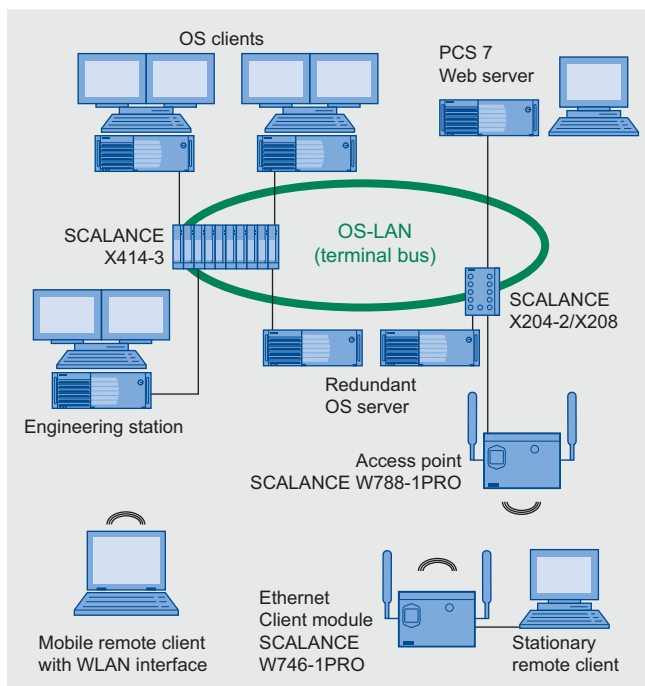 OS clients
PCS 7
Web server
SCALANCE
X414-3
OS-LAN
(terminal bus)
SCALANCE
X204-2/X208
Redundant
OS server
Engineering station
Access point
SCALANCE W788-1PRO
Mobile remote client
with WLAN interface
Ethernet
Client module
SCALANCE
W746-1PRO
Stationary
remote client